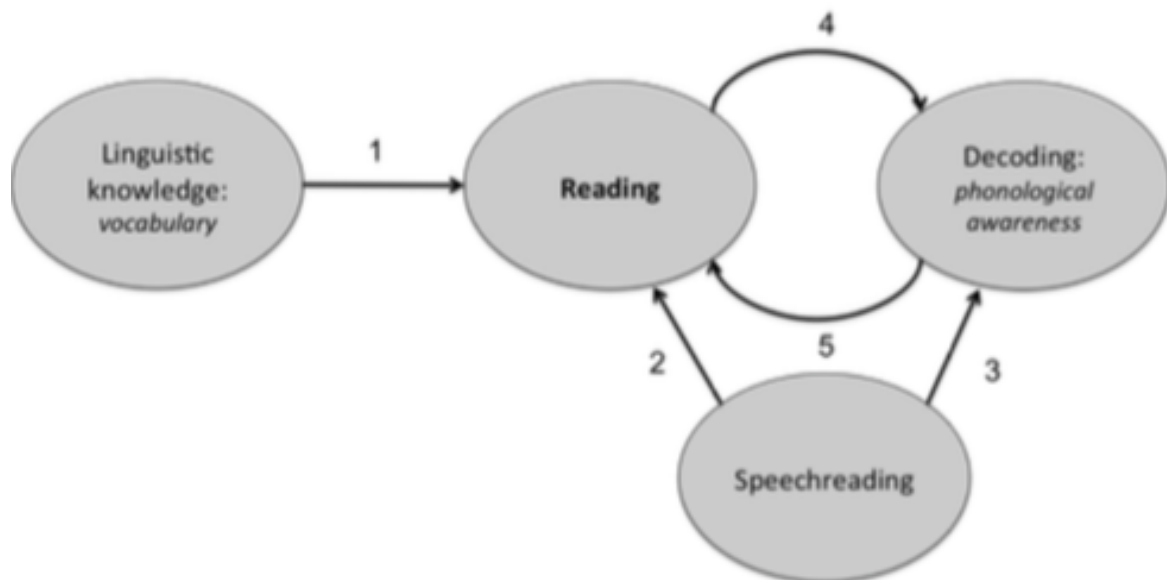 4
Linguistic
knowledge:
vocabulary
1
Reading
Decoding:
phonological
awareness
2
5
3
Speechreading